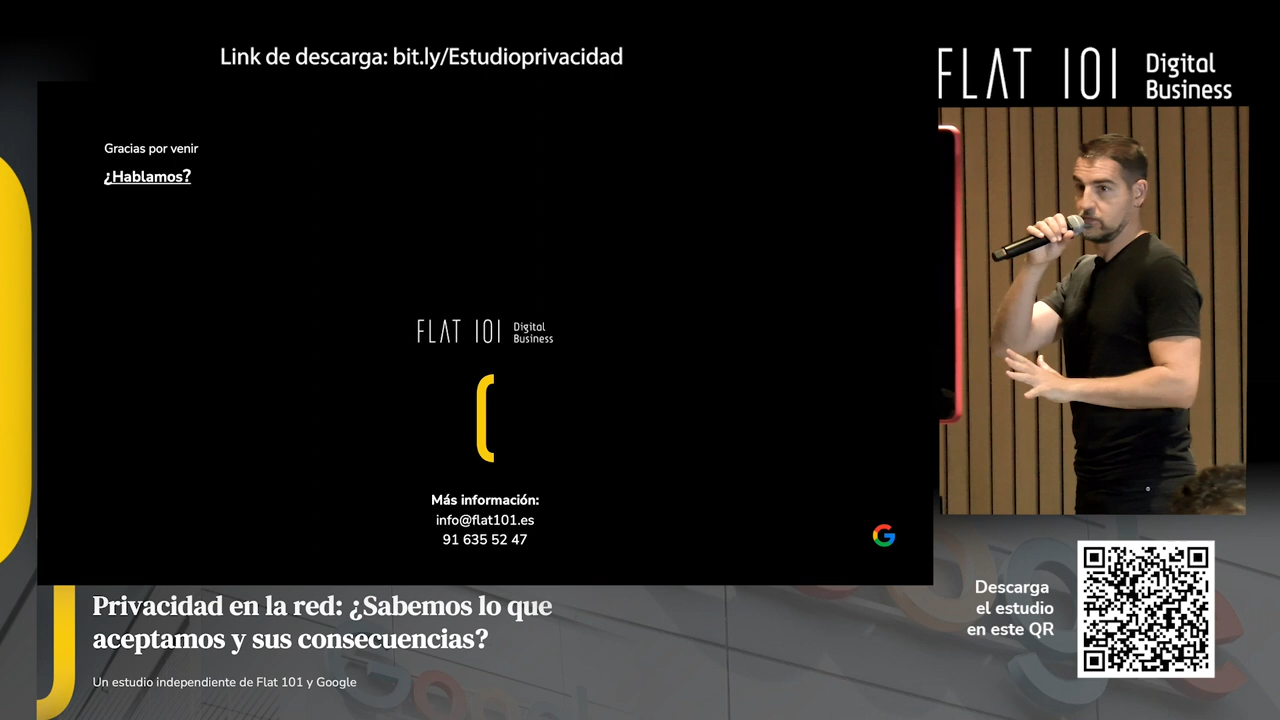 Link de descarga: bit.ly/Estudioprivacidad
FLAT 101 Digital
Business
Gracias por venir
¿Hablamos?
FLAT 101 Digital
Business
Más información:
info@flat101.es
91 635 52 47
Privacidad en la red: ¿Sabemos lo que
aceptamos y sus consecuencias?
Un estudio independiente de Flat 101 y Google
Descarga
el estudio
en este QR